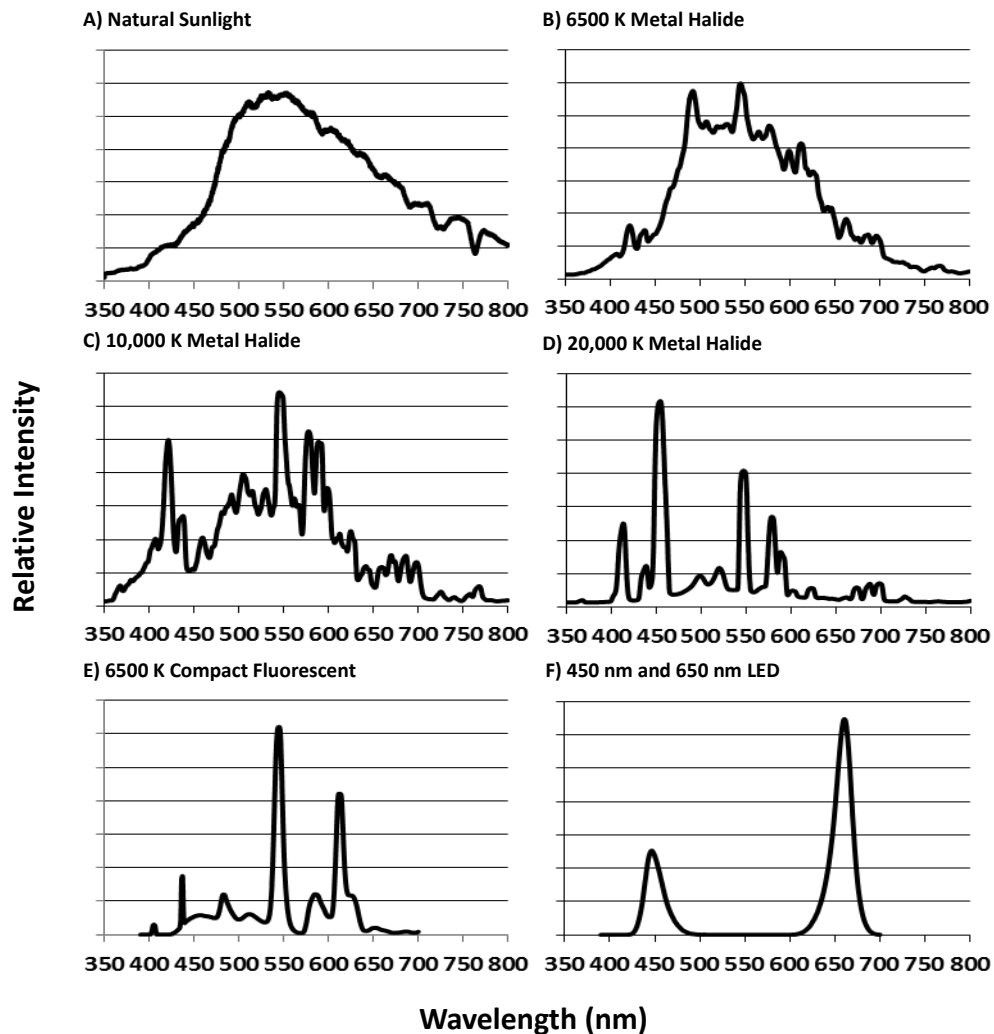 A) Natural Sunlight
B) 6500 K Metal Halide
350 400 450 500 550 600 650 700 750 800
350 400 450 500 550 600 650 700 750 800
C) 10,000 K Metal Halide
D) 20,000 K Metal Halide
Relative Intensity
350 400 450 500 550 600 650 700 750 800
350 400 450 500 550 600 650 700 750 800
E) 6500 K Compact Fluorescent
F) 450 nm and 650 nm LED
350 400 450 500 550 600 650 700 750 800
350 400 450 500 550 600 650 700 750 800
Wavelength (nm)